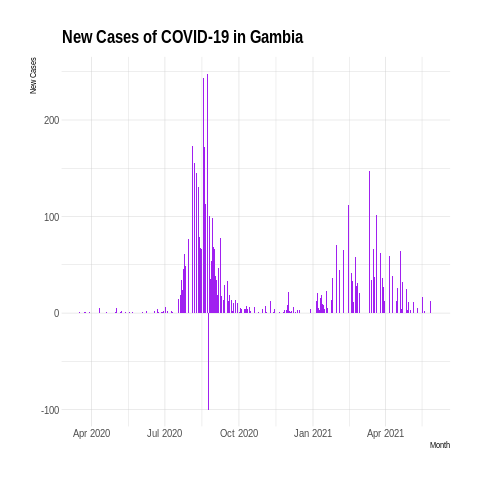 New Cases of COVID-19 in Gambia
New Cases
200
100
0
-100
Apr 2020
Jul 2020
Oct 2020
Jan 2021
Apr 2021
Month